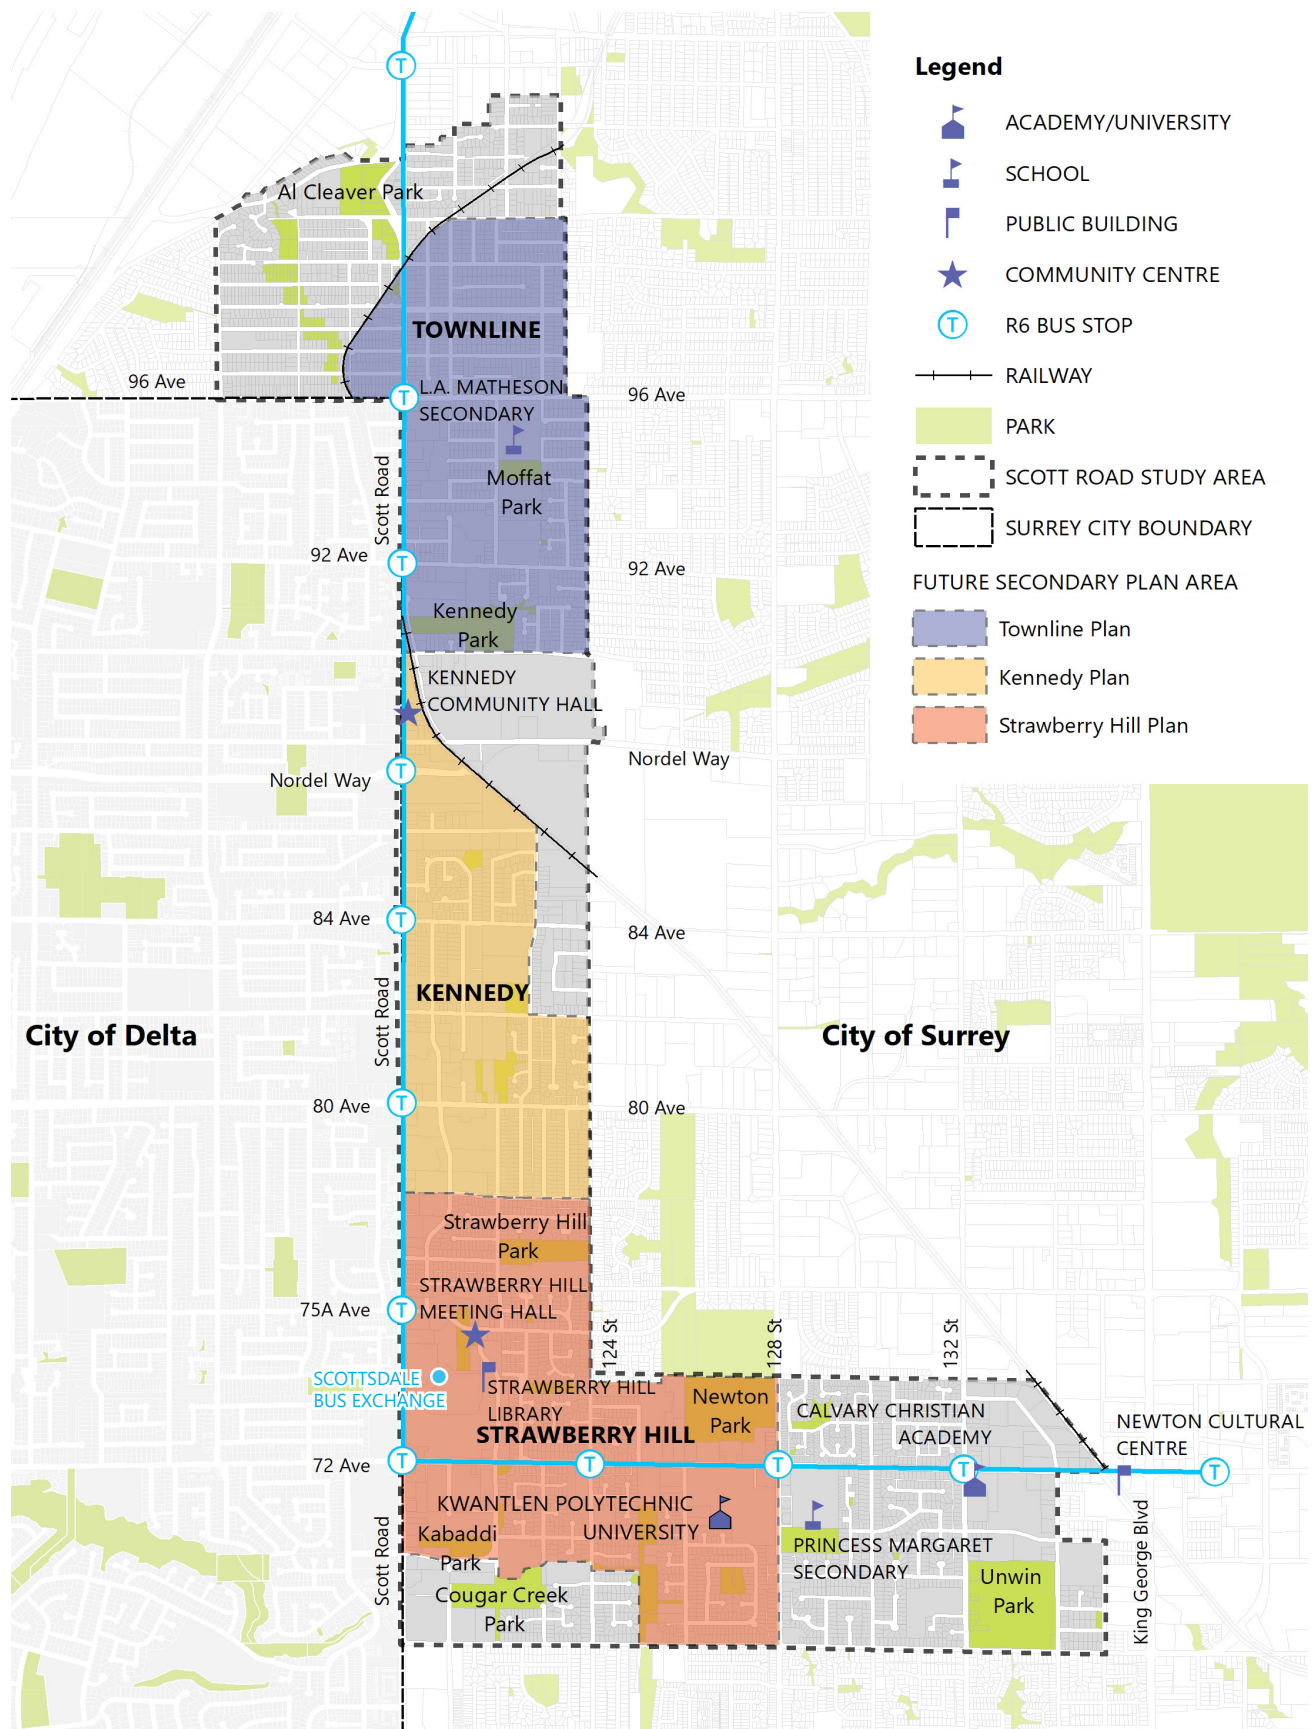 Legend
ACADEMY/UNIVERSITY
SCHOOL
PUBLIC BUILDING
COMMUNITY CENTRE
T
R6 BUS STOP
RAILWAY
PARK
SCOTT ROAD STUDY AREA
SURREY CITY BOUNDARY
FUTURE SECONDARY PLAN AREA
Townline Plan
Kennedy Plan
Strawberry Hill Plan
T
Al Cleaver Park
TOWNLINE
96 Ave
T
L.A. MATHESON
SECONDARY
96 Ave
Scott Road
Moffat
Park
92 Ave
T
92 Ave
Kennedy
Park
KENNEDY
COMMUNITY HALL
Nordel Way
T
Nordel Way
84 Ave
T
84 Ave
Scott Road
KENNEDY
City of Delta
City of Surrey
80 Ave
T
80 Ave
Strawberry Hill
Park
STRAWBERRY HILL
MEETING HALL
75A Ave
T
124 St
128 St
132 St
SCOTTSDALE
BUS EXCHANGE
STRAWBERRY HILL
LIBRARY
Newton
Park
CALVARY CHRISTIAN
ACADEMY
NEWTON CULTURAL
CENTRE
STRAWBERRY HILL
72 Ave
T
T
T
T
T
KWANTLEN POLYTECHNIC
UNIVERSITY
Kabaddi
Park
Scott Road
PRINCESS MARGARET
SECONDARY
Cougar Creek
Park
Unwin
Park
King George Blvd